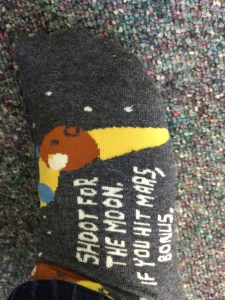 SHOOT FOR
THE MOON.
IF YOU HIT MARS,
BONUS.